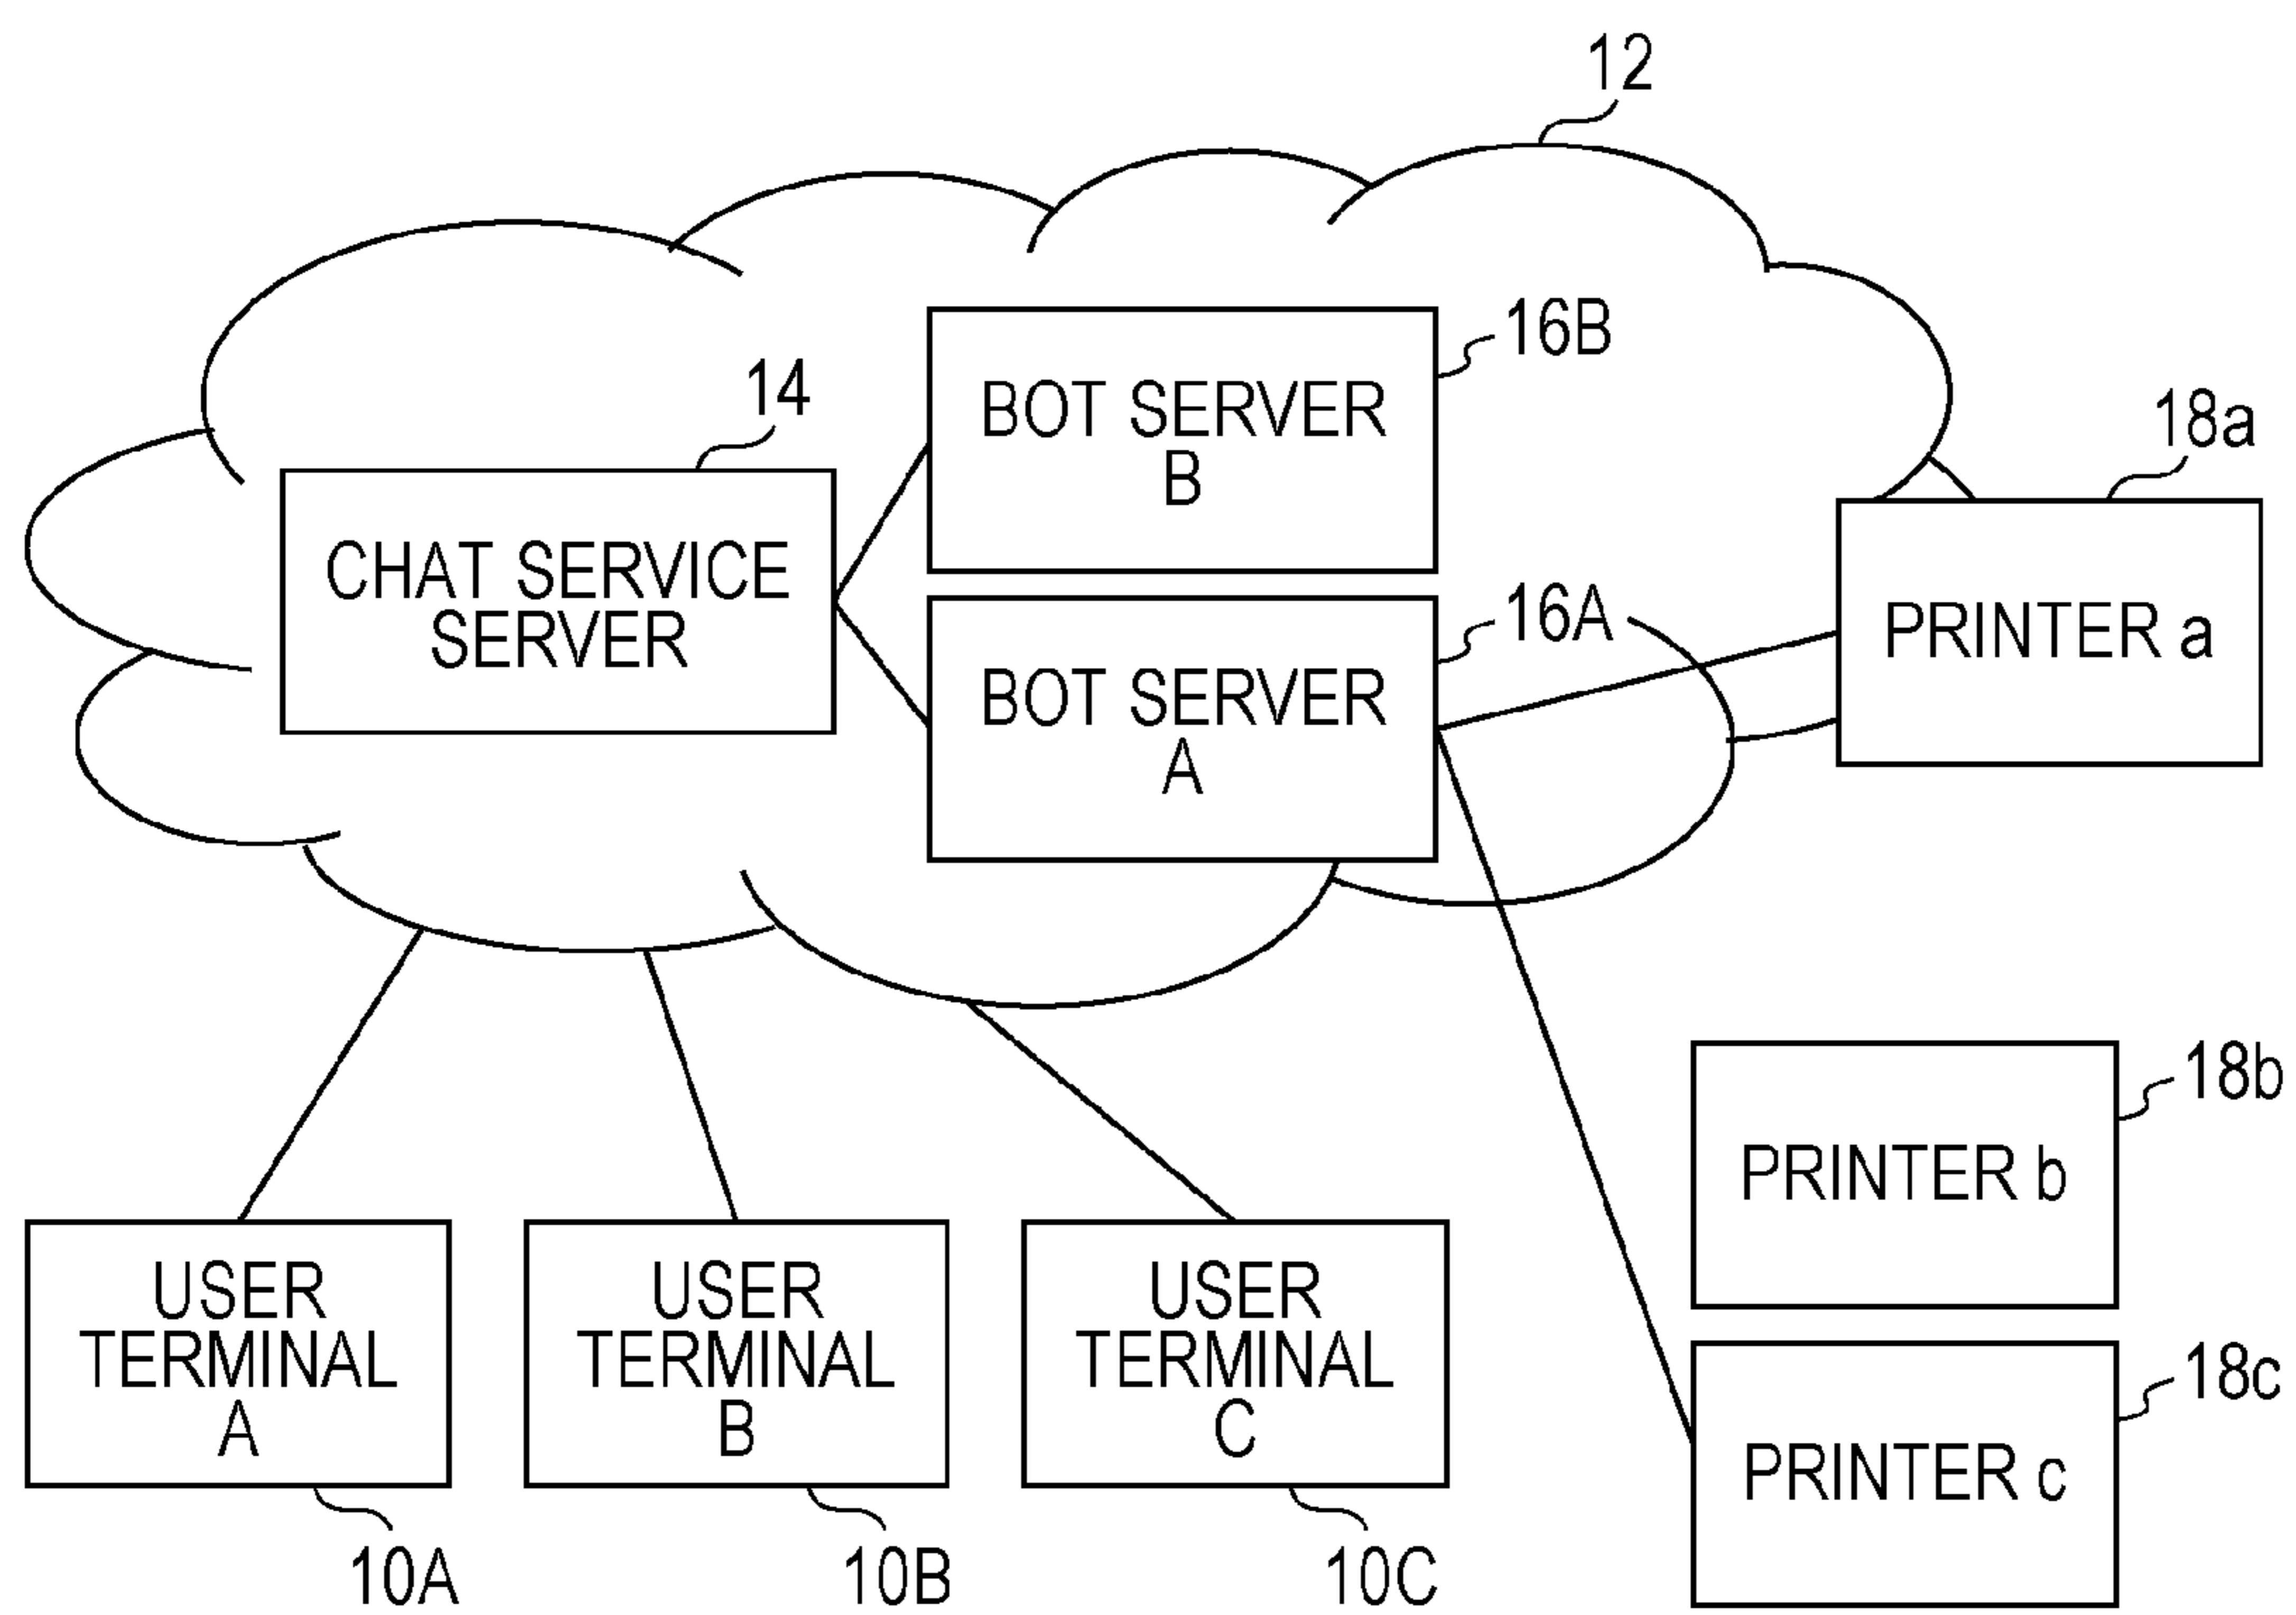 12
16B
BOT SERVER
B
14
18a
CHAT SERVICE
SERVER
16A
PRINTER a
BOT SERVER
A
18b
PRINTER b
USER
TERMINAL
A
USER
TERMINAL
B
USER
TERMINAL
C
18c
PRINTER c
10A
10B
10C